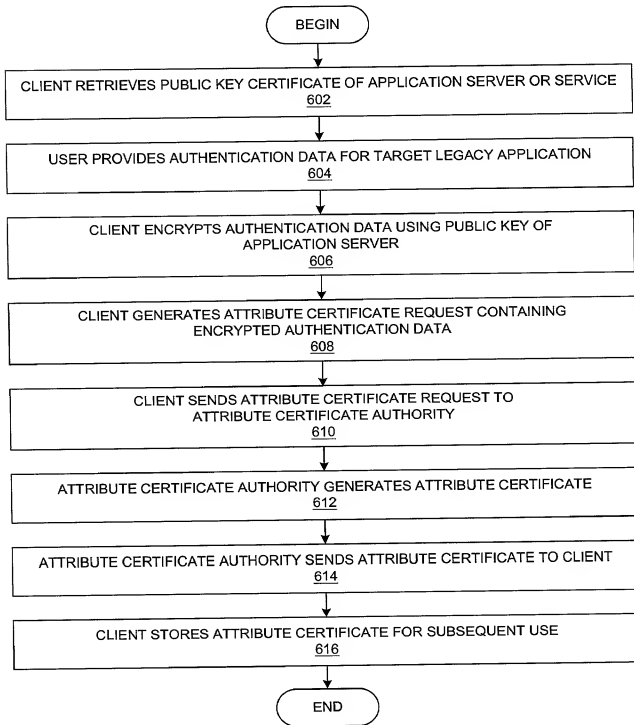 BEGIN
CLIENT RETRIEVES PUBLIC KEY CERTIFICATE OF APPLICATION SERVER OR SERVICE
602
USER PROVIDES AUTHENTICATION DATA FOR TARGET LEGACY APPLICATION
604
CLIENT ENCRYPTS AUTHENTICATION DATA USING PUBLIC KEY OF
APPLICATION SERVER
606
CLIENT GENERATES ATTRIBUTE CERTIFICATE REQUEST CONTAINING
ENCRYPTED AUTHENTICATION DATA
608
CLIENT SENDS ATTRIBUTE CERTIFICATE REQUEST TO
ATTRIBUTE CERTIFICATE AUTHORITY
610
ATTRIBUTE CERTIFICATE AUTHORITY GENERATES ATTRIBUTE CERTIFICATE
612
ATTRIBUTE CERTIFICATE AUTHORITY SENDS ATTRIBUTE CERTIFICATE TO CLIENT
614
CLIENT STORES ATTRIBUTE CERTIFICATE FOR SUBSEQUENT USE
616
END